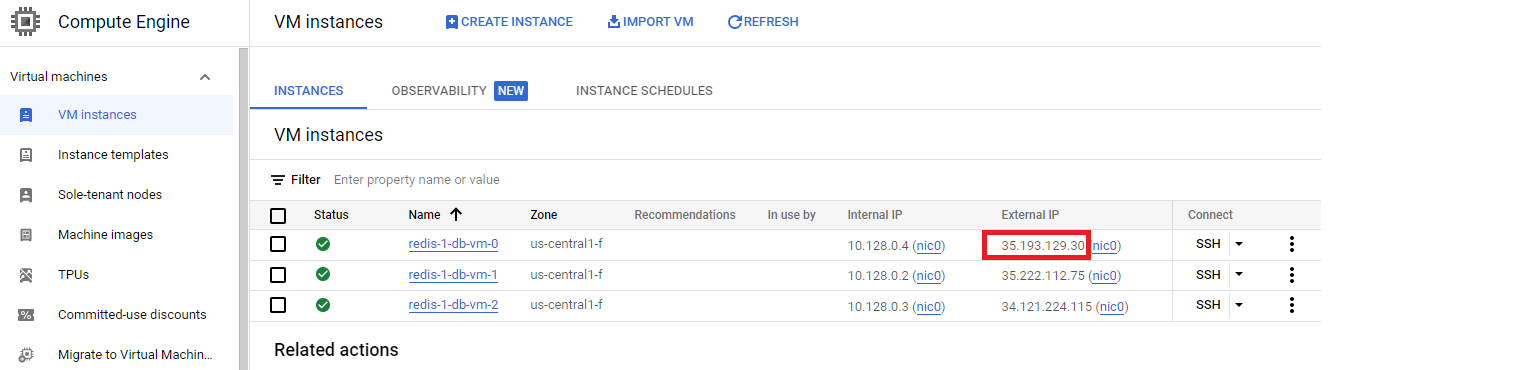 Compute Engine
VM instances
CREATE INSTANCE
IMPORT VM
REFRESH
Virtual machines
VM instances
Instance templates
Sole-tenant nodes
Machine images
TPUs
Committed-use discounts
Migrate to Virtual Machin...
INSTANCES
OBSERVABILITY NEW
INSTANCE SCHEDULES
VM instances
Filter Enter property name or value
Status Name Zone Recommendations In use by Internal IP External IP Connect
redis-1-db-vm-0 us-central1-f 10.128.0.4 (nic0) 35.193.129.30 (nic0) SSH
redis-1-db-vm-1 us-central1-f 10.128.0.2 (nic0) 35.222.112.75 (nic0) SSH
redis-1-db-vm-2 us-central1-f 10.128.0.3 (nic0) 34.121.224.115 (nic0) SSH
Related actions